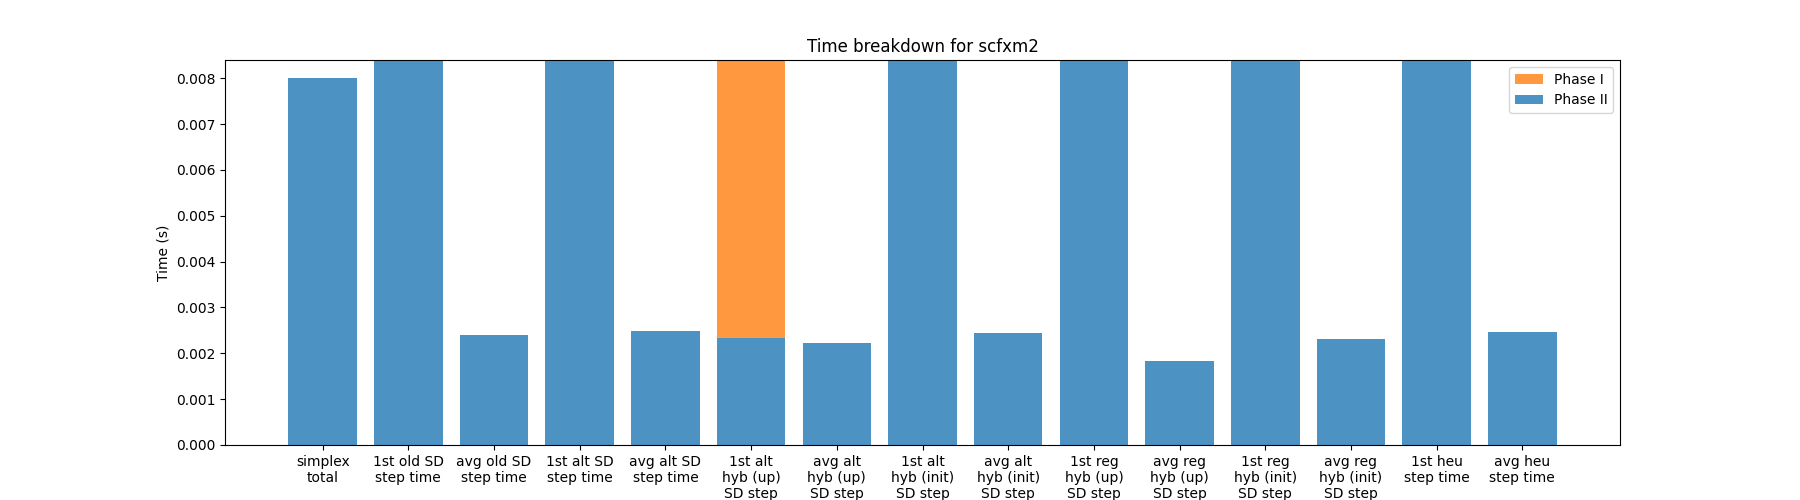 Time breakdown for scfxm2
Phase I
Phase II
Time (s)
0.008
0.007
0.006
0.005
0.004
0.003
0.002
0.001
0.000
simplex
total
1st old SD
step time
avg old SD
step time
1st alt SD
step time
avg alt SD
step time
1st alt
hyb (up)
SD step
avg alt
hyb (up)
SD step
1st alt
hyb (init)
SD step
avg alt
hyb (init)
SD step
1st reg
hyb (up)
SD step
avg reg
hyb (up)
SD step
1st reg
hyb (init)
SD step
avg reg
hyb (init)
SD step
1st heu
step time
avg heu
step time